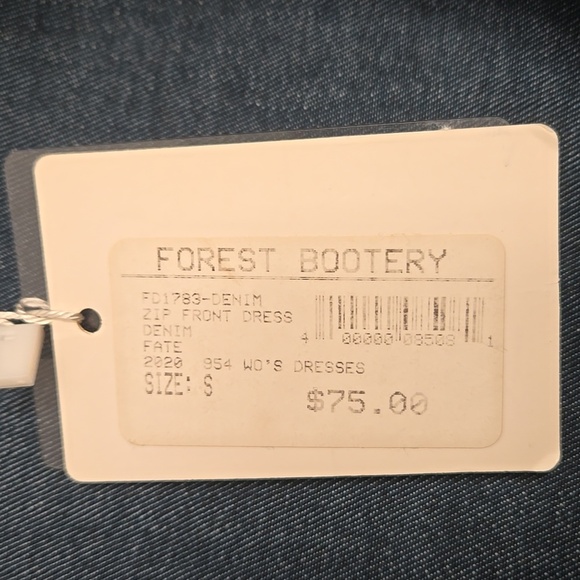 FOREST BOOTERY
FD1783-DENIM
ZIP FRONT DRESS
DENIM
FATE
2020 954 WO'S DRESSES
SIZE: S
4 00000 08508 1
$75.00